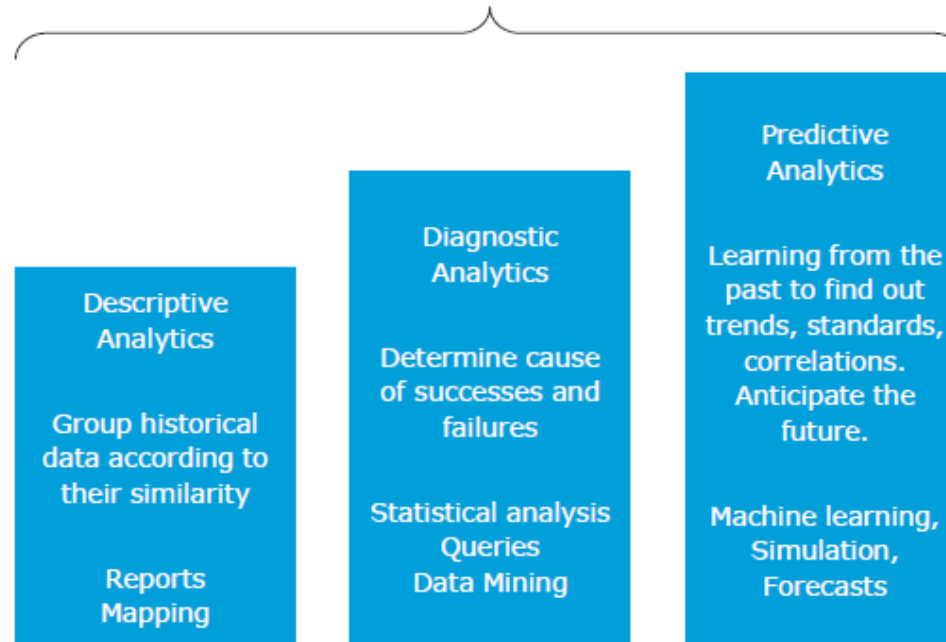 Descriptive
Analytics
Group historical
data according to
their similarity
Reports
Mapping
Diagnostic
Analytics
Determine cause
of successes and
failures
Statistical analysis
Queries
Data Mining
Predictive
Analytics
Learning from the
past to find out
trends, standards,
correlations.
Anticipate the
future.
Machine learning,
Simulation,
Forecasts